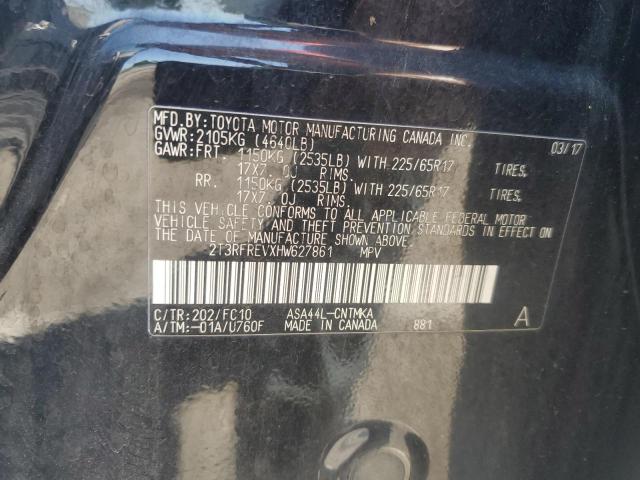 MFD.BY:TOYOTA MOTOR MANUFACTURING CANADA INC. 03/17
GVWR:2105KG (4640LB)
GAWR:FRT. 1150KG (2535LB) WITH 225/65R17 TIRES.
17X7. 0J RIMS.
RR. 1150KG (2535LB) WITH 225/65R17 TIRES.
17X7. 0J RIMS.
THIS VEHICLE CONFORMS TO ALL APPLICABLE FEDERAL MOTOR
VEHICLE SAFETY AND THEFT PREVENTION STANDARDS IN EFFECT ON
THE DATE OF MANUFACTURE SHOWN ABOVE.
2T3RFREVXHW627861 MPV
C/TR:202/FC10 ASA44L-CNTMKA
A/TM:-01A/U760F MADE IN CANADA 881 A